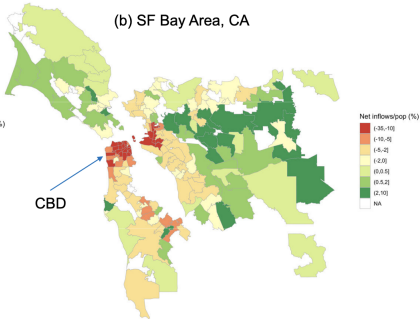 (b) SF Bay Area, CA
%)
CBD
Net inflows/pop (%)
(-35,-10]
(-10,-5]
(-5,-2]
(-2,0]
(0,0.5]
(0.5,2]
(2,10]
NA